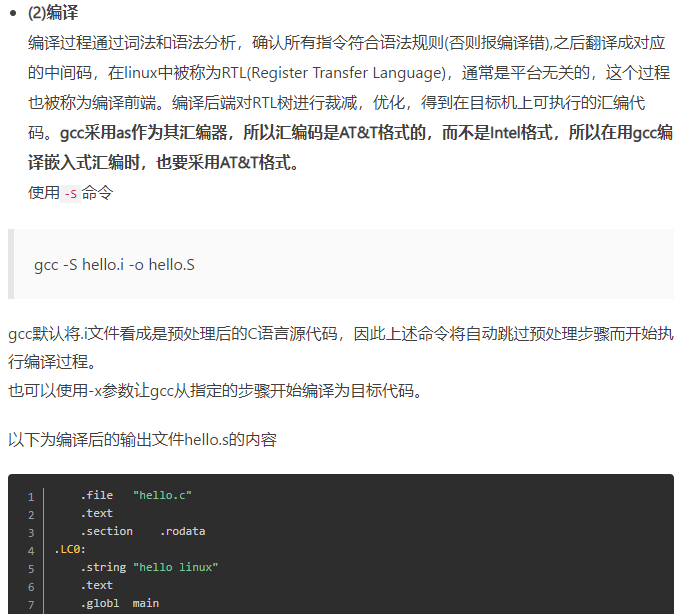 (2)编译
编译过程通过词法和语法分析，确认所有指令符合语法规则(否则报编译错),之后翻译成对应
的中间码，在linux中被称为RTL(Register Transfer Language)，通常是平台无关的，这个过程
也被称为编译前端。编译后端对RTL树进行裁减，优化，得到在目标机上可执行的汇编代
码。gcc采用as作为其汇编器，所以汇编码是AT&T格式的，而不是Intel格式，所以在用gcc编
译嵌入式汇编时，也要采用AT&T格式。
使用 -S 命令
gcc -S hello.i -o hello.S
gcc默认将.i文件看成是预处理后的C语言源代码，因此上述命令将自动跳过预处理步骤而开始执
行编译过程。
也可以使用-x参数让gcc从指定的步骤开始编译为目标代码。
以下为编译后的输出文件hello.s的内容
1 .file "hello.c"
2 .text
3 .section .rodata
4 .LC0:
5 .string "hello linux"
6 .text
7 .globl main